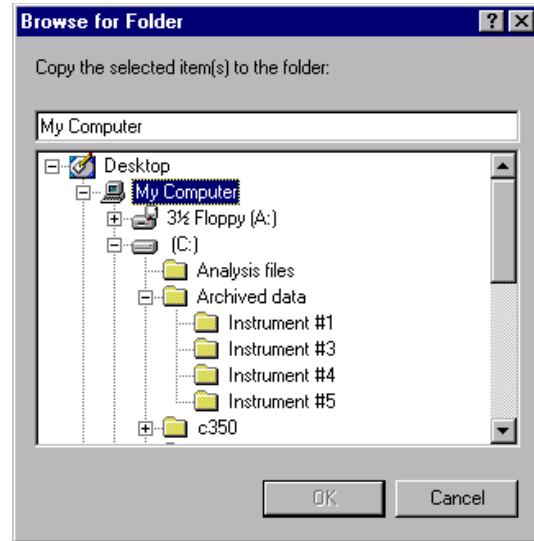 Browse for Folder
Copy the selected item(s) to the folder:
My Computer
Desktop
My Computer
3½ Floppy (A:)
(C:)
Analysis files
Archived data
Instrument #1
Instrument #3
Instrument #4
Instrument #5
c350
OK
Cancel